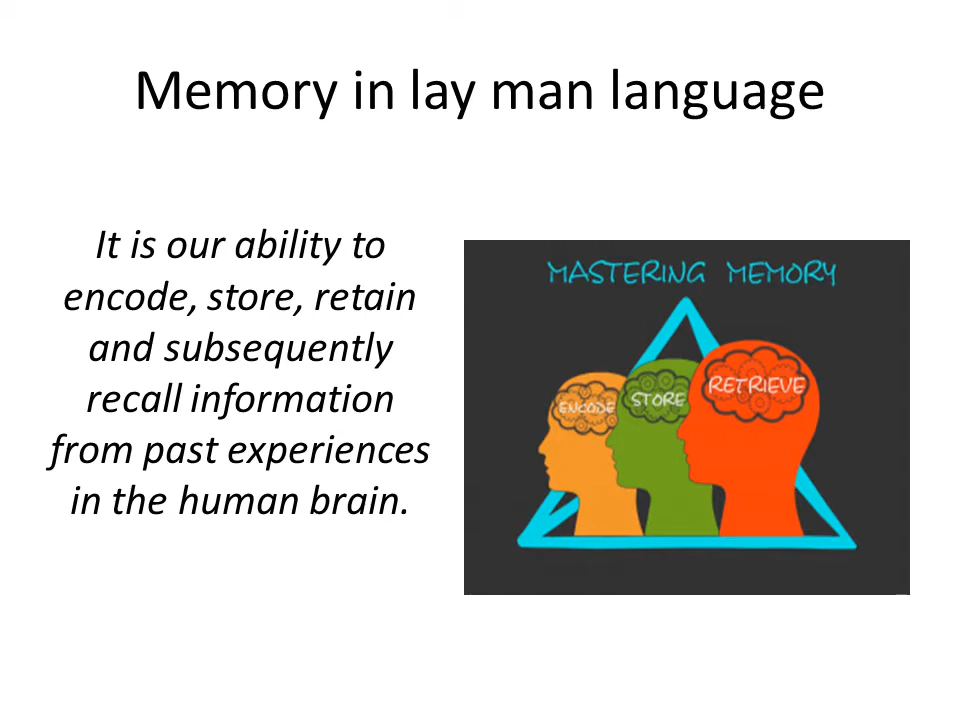 Memory in lay man language
It is our ability to
encode, store, retain
and subsequently
recall information
from past experiences
in the human brain.
MASTERING MEMORY
ENCODE
STORE
RETRIEVE